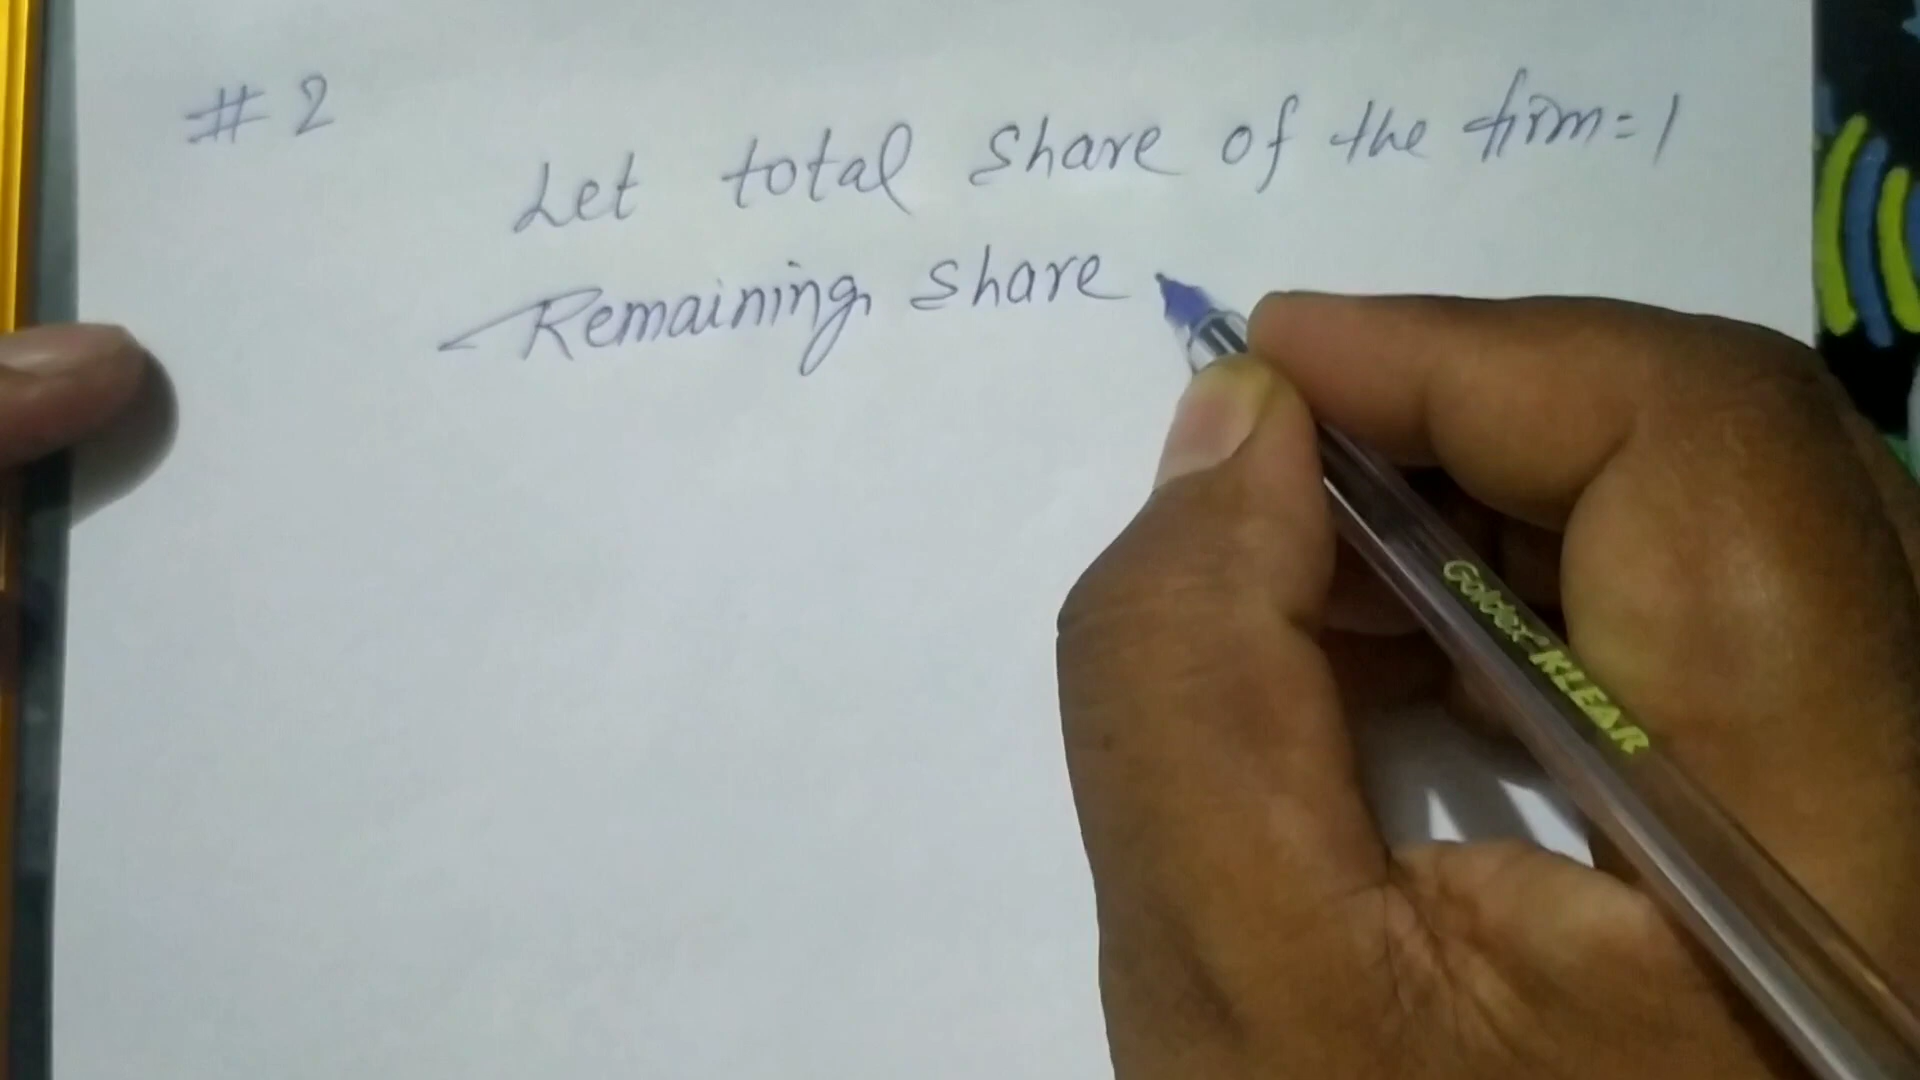 #2
Let total share of the firm=1
Remaining share
Goldex KLEAR